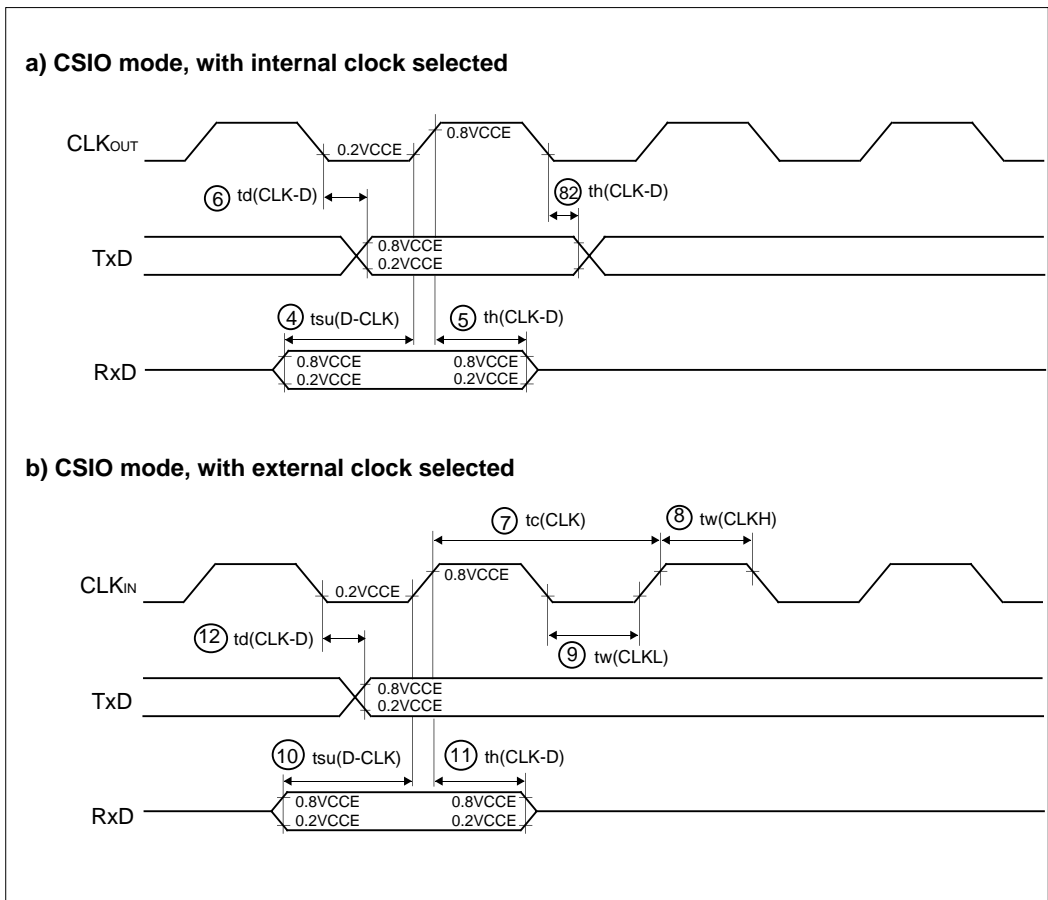 a) CSIO mode, with internal clock selected
CLKOUT
0.2VCCE
0.8VCCE
6 td(CLK-D)
82 th(CLK-D)
TxD
0.8VCCE
0.2VCCE
4 tsu(D-CLK)
5 th(CLK-D)
RxD
0.8VCCE
0.2VCCE
0.8VCCE
0.2VCCE
b) CSIO mode, with external clock selected
7 tc(CLK)
8 tw(CLKH)
CLKIN
0.2VCCE
0.8VCCE
12 td(CLK-D)
9 tw(CLKL)
TxD
0.8VCCE
0.2VCCE
10 tsu(D-CLK)
11 th(CLK-D)
RxD
0.8VCCE
0.2VCCE
0.8VCCE
0.2VCCE